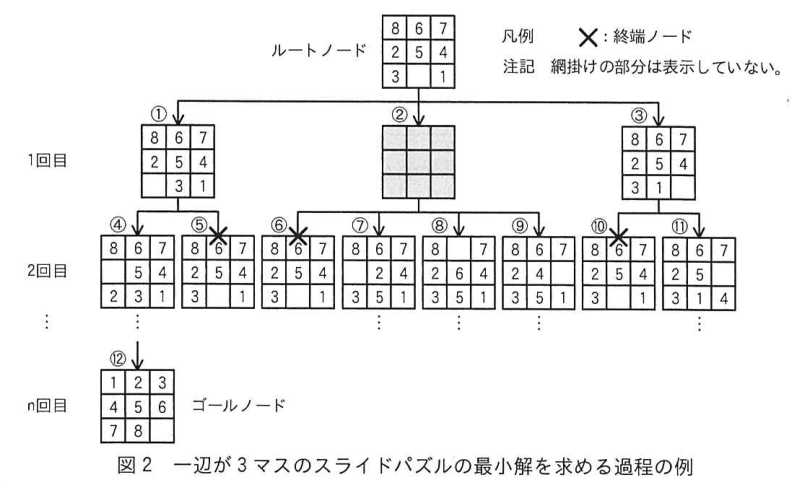 8 6 7
ルートノード 2 5 4
3 1
凡例 ×：終端ノード
注記 網掛けの部分は表示していない。
① ② ③
8 6 7 8 6 7
1回目 2 5 4 2 5 4
3 1 3 1
④ ⑤ ⑥ ⑦ ⑧ ⑨ ⑩ ⑪
8 6 7 8 6 7 8 6 7 8 6 7 8 7 8 6 7 8 6 7 8 6 7
2回目 5 4 2 5 4 2 5 4 2 4 2 6 4 2 4 2 5 4 2 5
2 3 1 3 1 3 1 3 5 1 3 5 1 3 5 1 3 1 3 1 4
⋮ ⋮ ⋮ ⋮ ⋮ ⋮
⑫
1 2 3
n回目 4 5 6 ゴールノード
7 8
図2 一辺が3マスのスライドパズルの最小解を求める過程の例